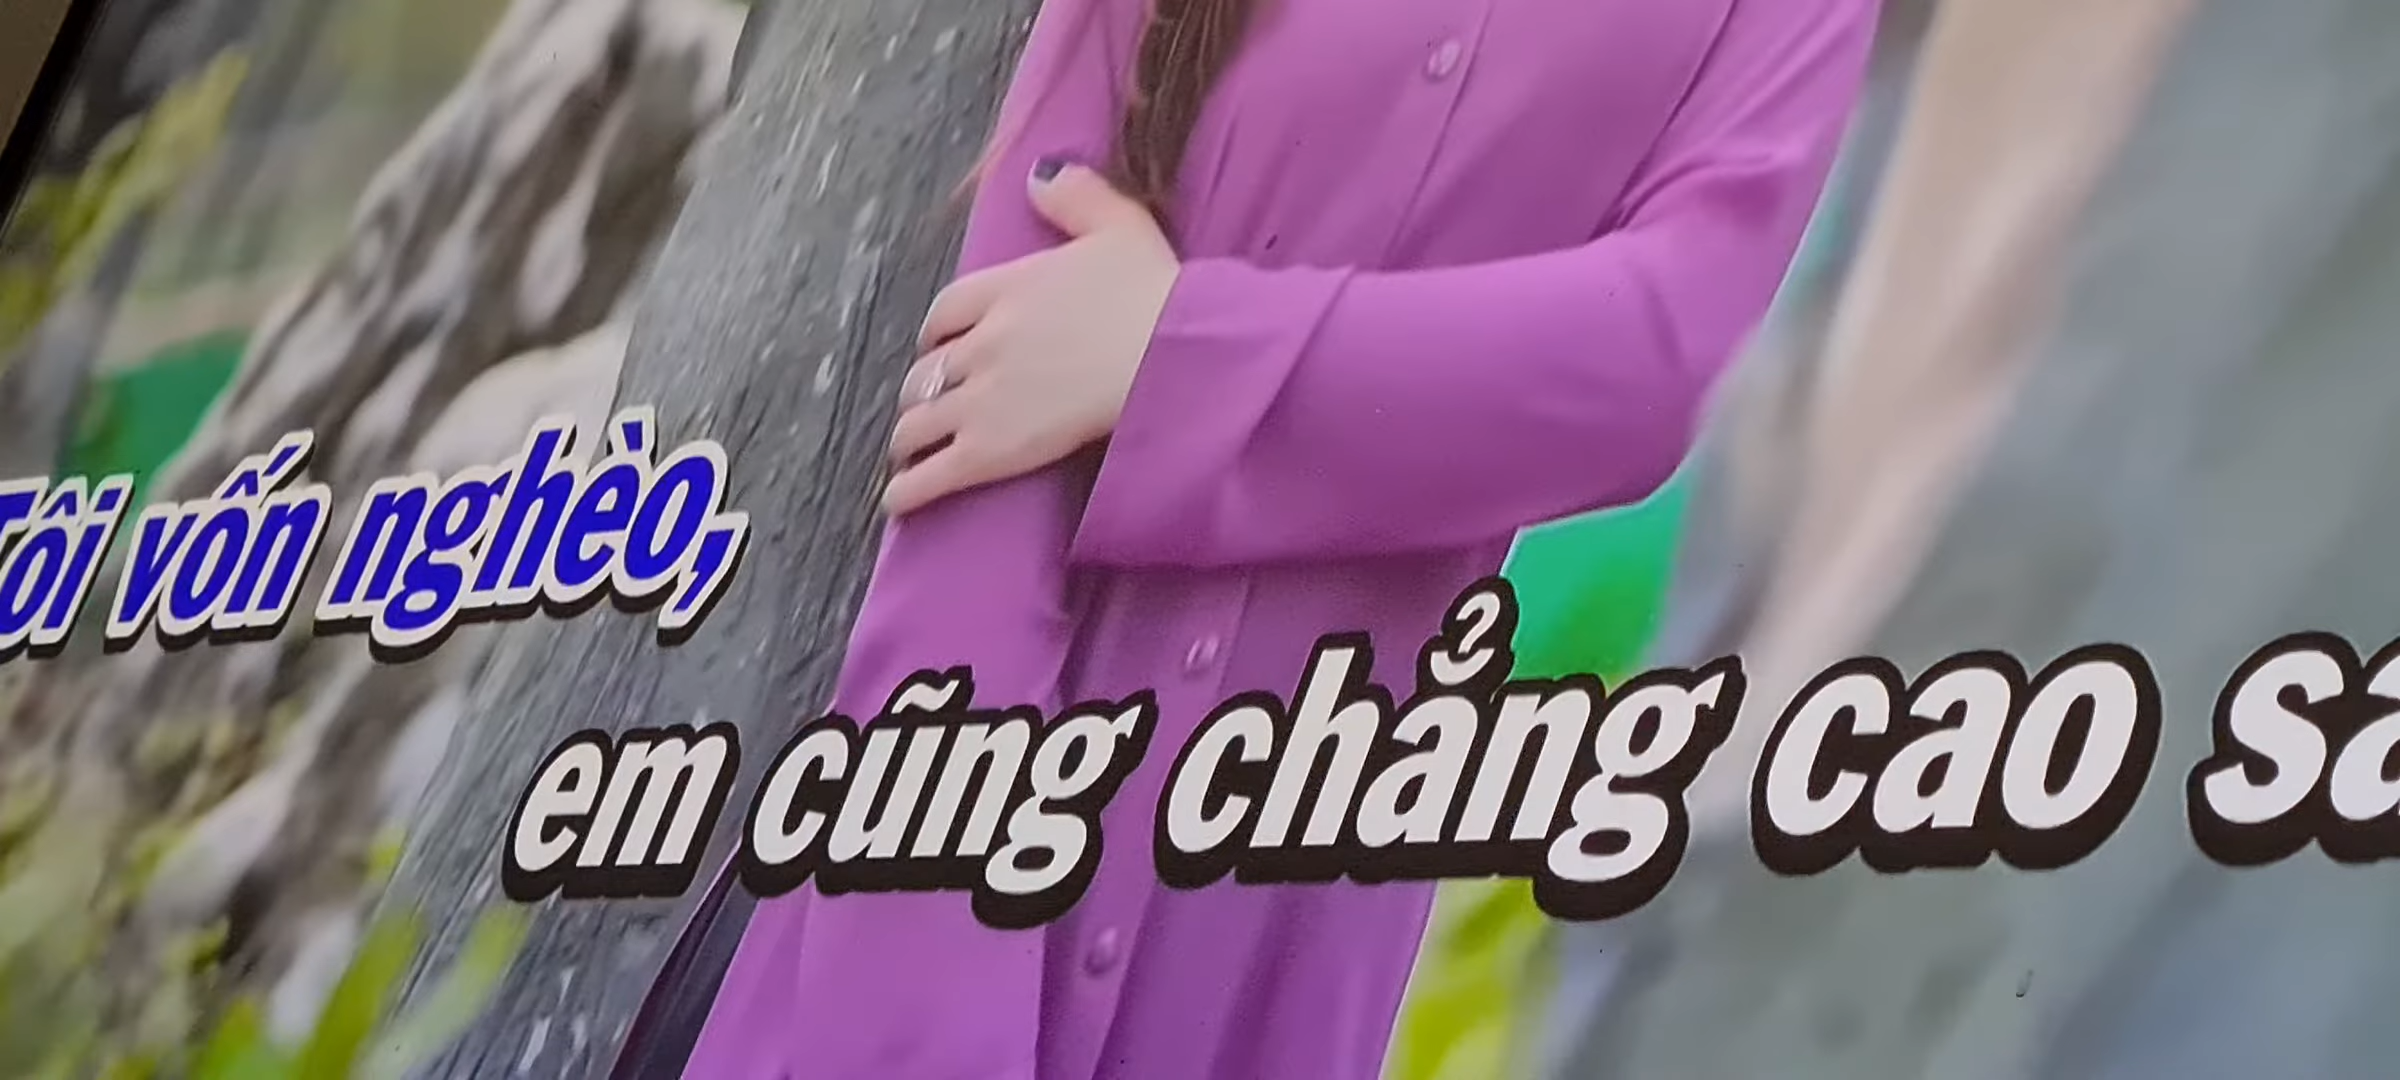 Tôi vốn nghèo,
em cũng chẳng cao